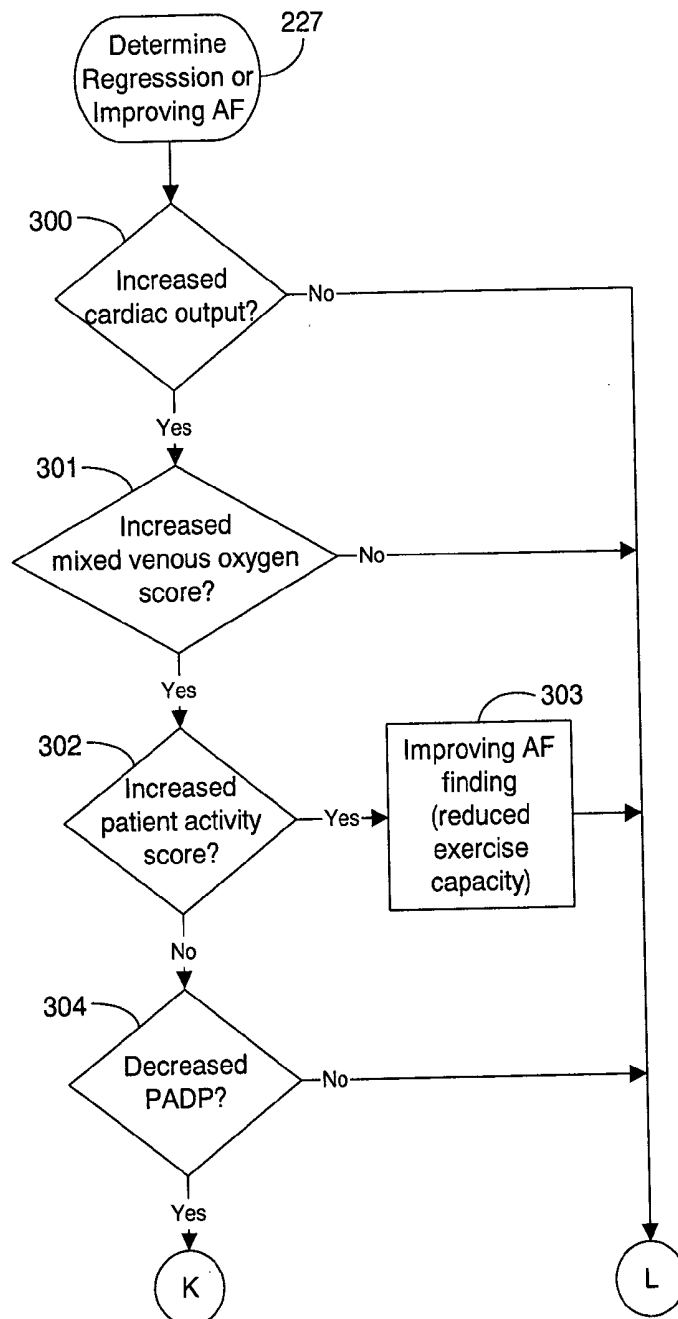 227
Determine
Regresssion or
Improving AF
300
Increased
cardiac output?
No
Yes
301
Increased
mixed venous oxygen
score?
No
Yes
302
Increased
patient activity
score?
Yes
303
Improving AF
finding
(reduced
exercise
capacity)
No
304
Decreased
PADP?
No
Yes
K
L